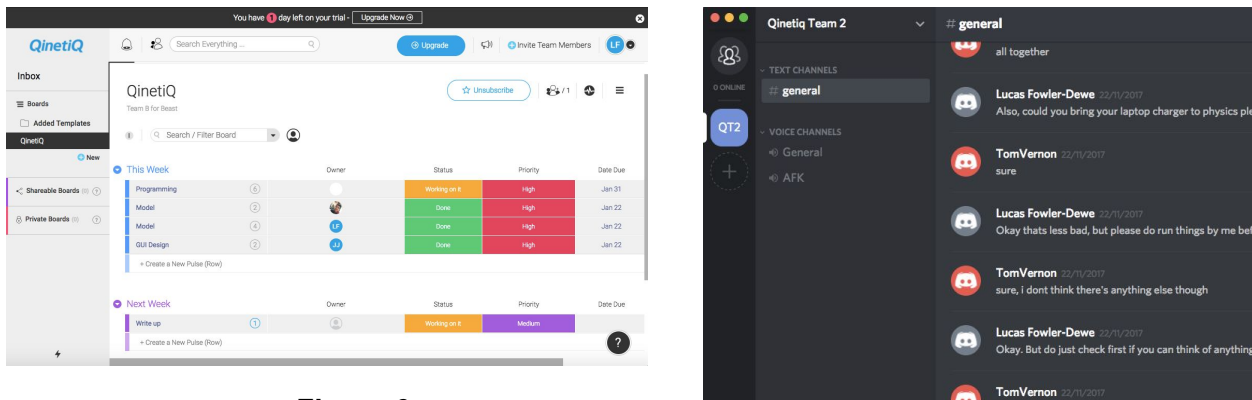 You have 1 day left on your trial - Upgrade Now
QinetiQ
Search Everything ...
Upgrade
Invite Team Members
LF
Inbox
Boards
Added Templates
QinetiQ
New
Shareable Boards (0) ?
Private Boards (0) ?
QinetiQ
Team B for Beast
Unsubscribe
/ 1
Search / Filter Board
This Week Owner Status Priority Date Due
Programming 6 Working on it High Jan 31
Model 2 Done High Jan 22
Model 4 LF Done High Jan 22
GUI Design 2 JJ Done High Jan 22
+ Create a New Pulse (Row)
Next Week Owner Status Priority Date Due
Write up 1 Working on it Medium
+ Create a New Pulse (Row)
?
Qinetiq Team 2
0 ONLINE
QT2
TEXT CHANNELS
# general
VOICE CHANNELS
General
AFK
# general
all together
Lucas Fowler-Dewe 22/11/2017
Also, could you bring your laptop charger to physics ple
TomVernon 22/11/2017
sure
Lucas Fowler-Dewe 22/11/2017
Okay thats less bad, but please do run things by me bef
TomVernon 22/11/2017
sure, i dont think there's anything else though
Lucas Fowler-Dewe 22/11/2017
Okay. But do just check first if you can think of anything
TomVernon 22/11/2017